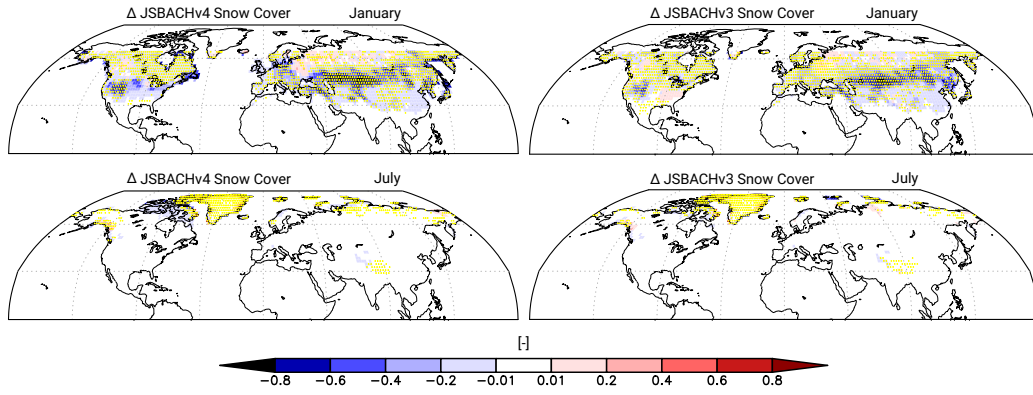 Δ JSBACHv4 Snow Cover January
Δ JSBACHv3 Snow Cover January
Δ JSBACHv4 Snow Cover July
Δ JSBACHv3 Snow Cover July
[-]
−0.8 −0.6 −0.4 −0.2 −0.01 0.01 0.2 0.4 0.6 0.8